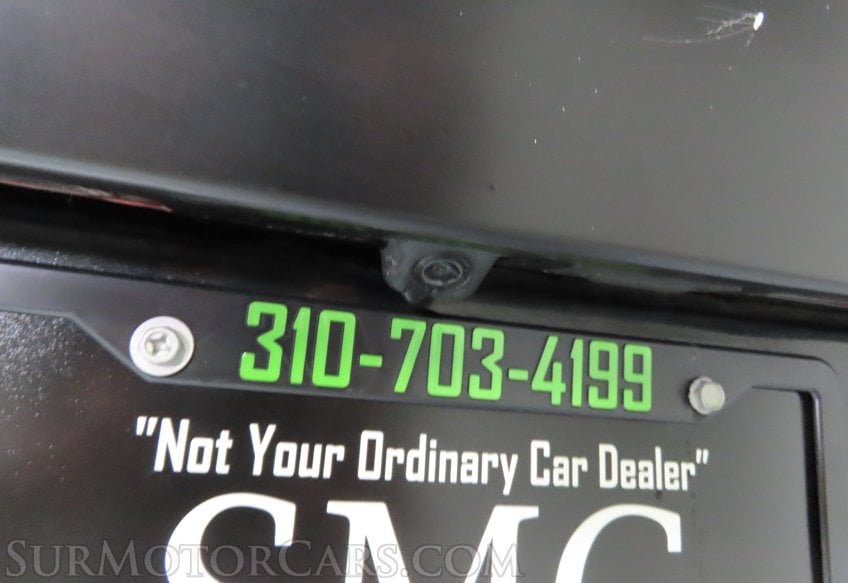 310-703-4199
"Not Your Ordinary Car Dealer"
SMC
SurMotorCars.com